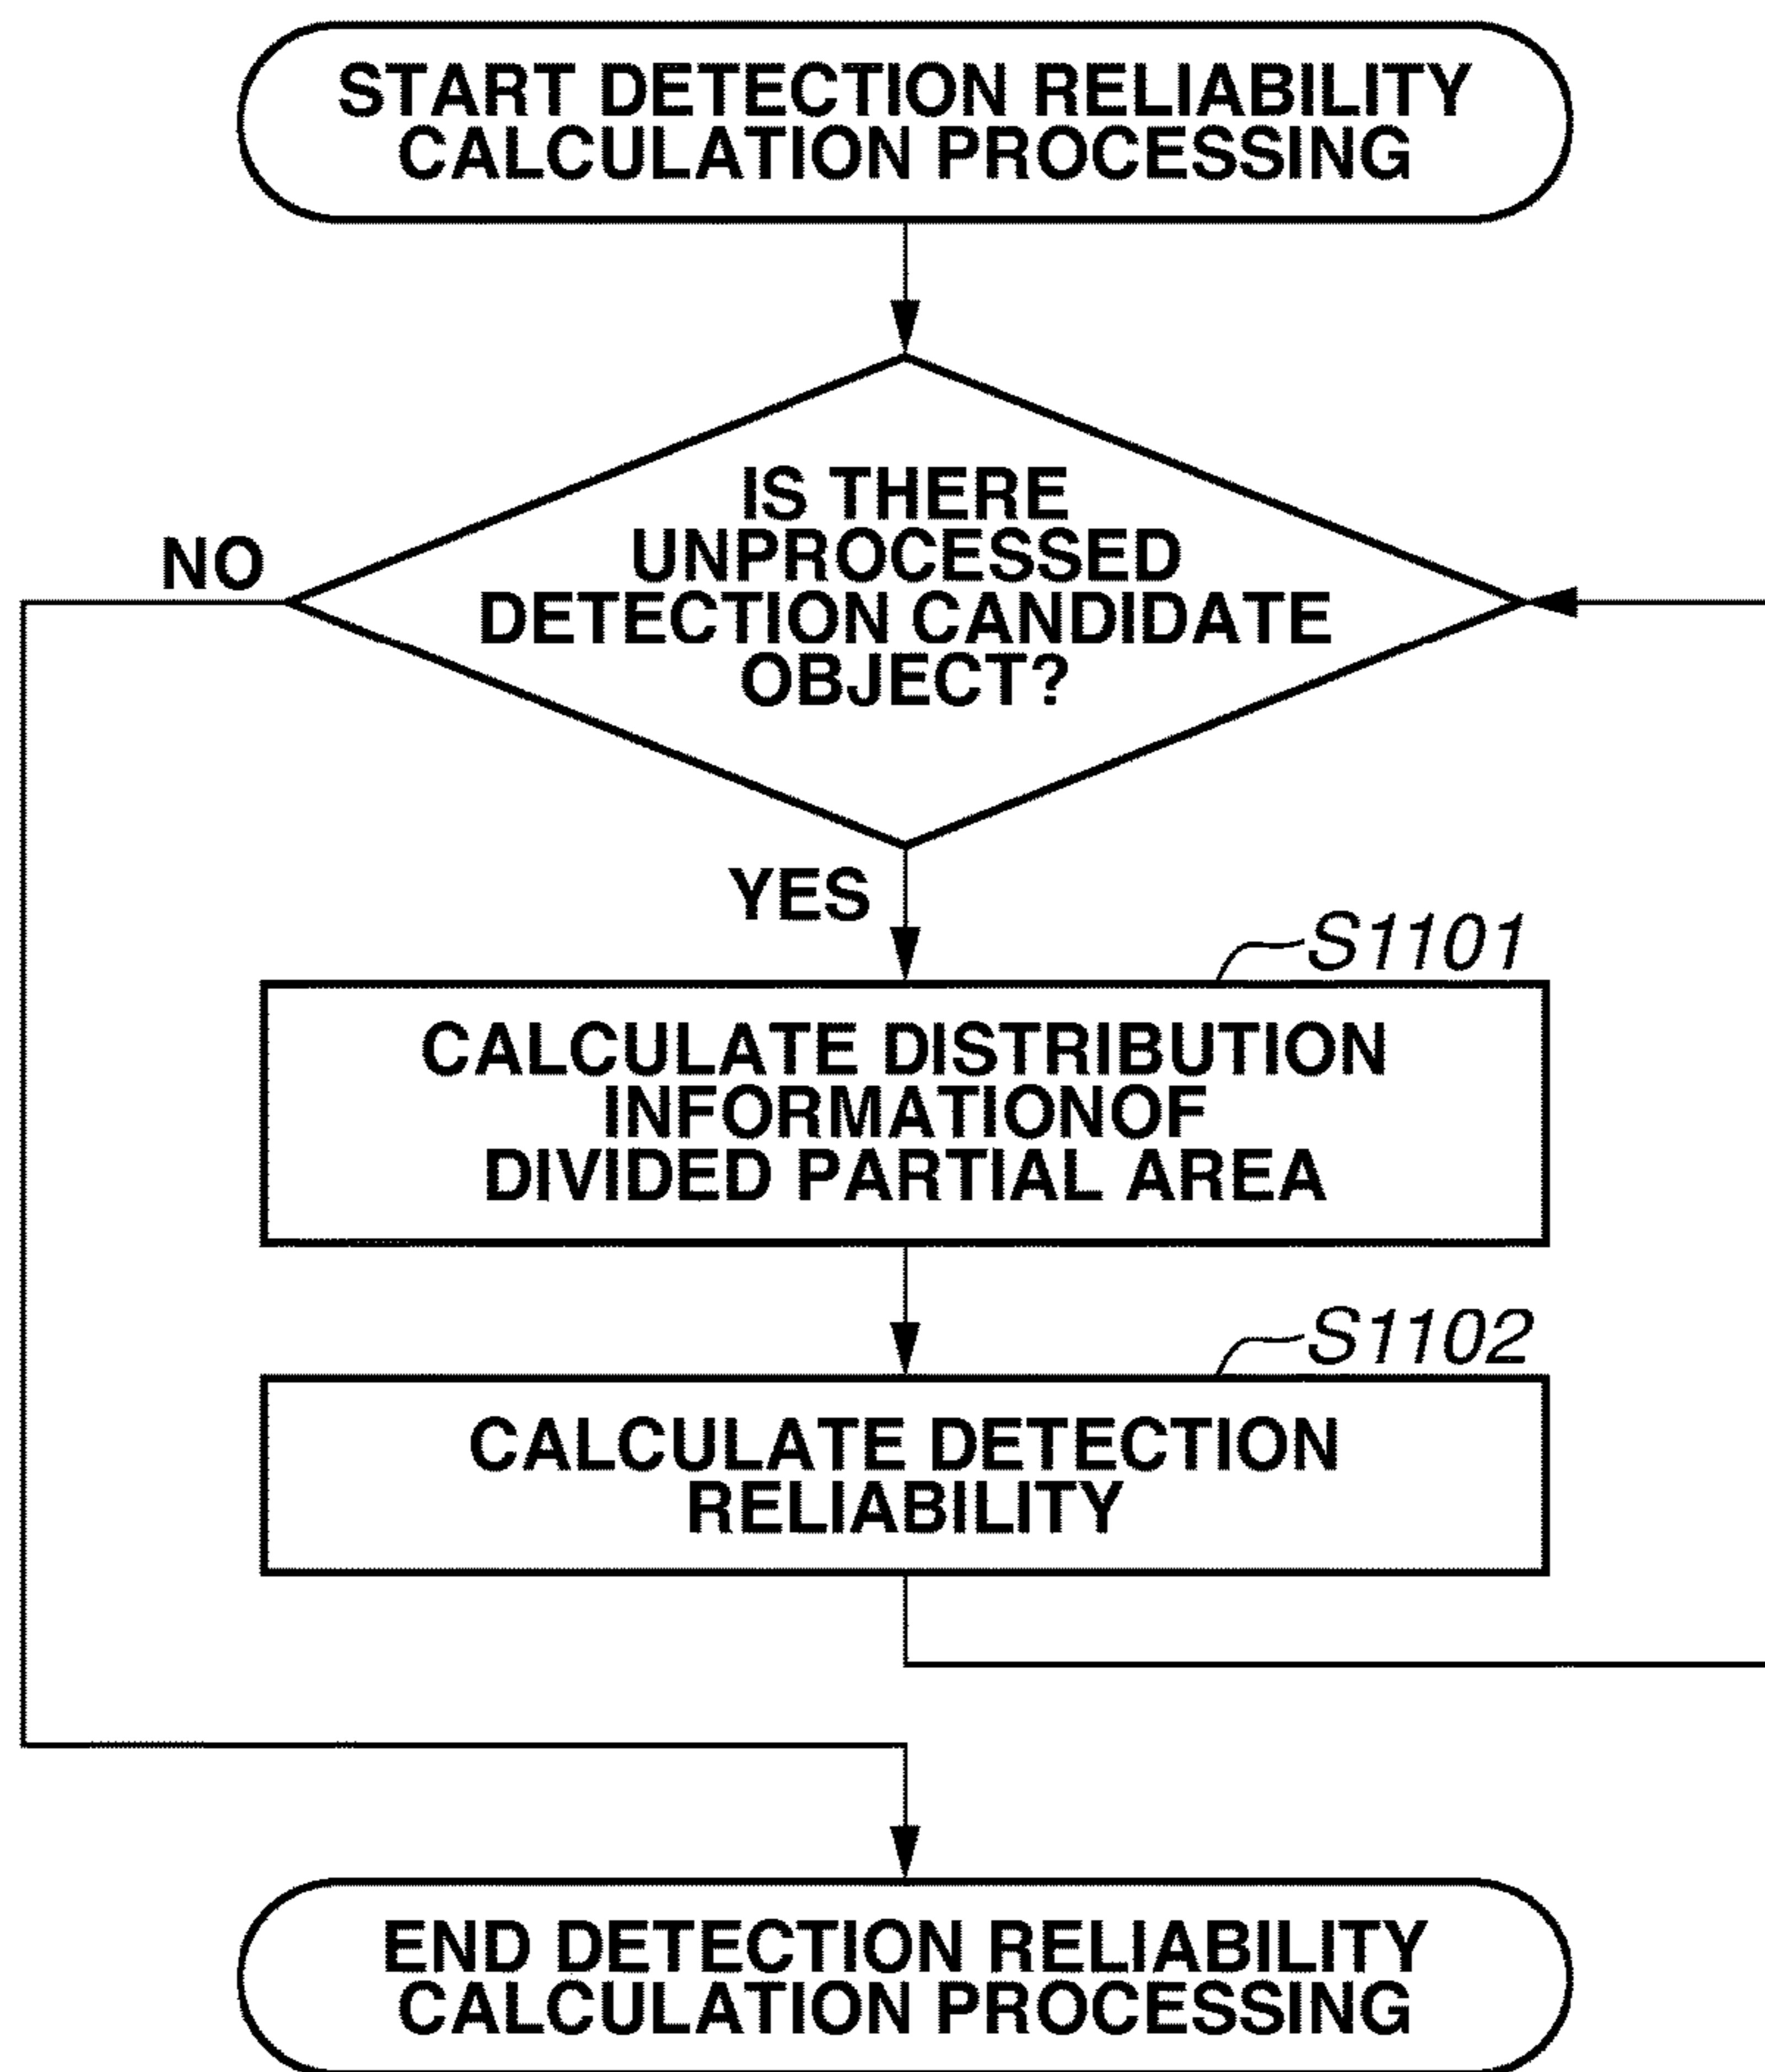 START DETECTION RELIABILITY
CALCULATION PROCESSING
IS THERE
UNPROCESSED
DETECTION CANDIDATE
OBJECT?
NO
YES
S1101
CALCULATE DISTRIBUTION
INFORMATIONOF
DIVIDED PARTIAL AREA
S1102
CALCULATE DETECTION
RELIABILITY
END DETECTION RELIABILITY
CALCULATION PROCESSING